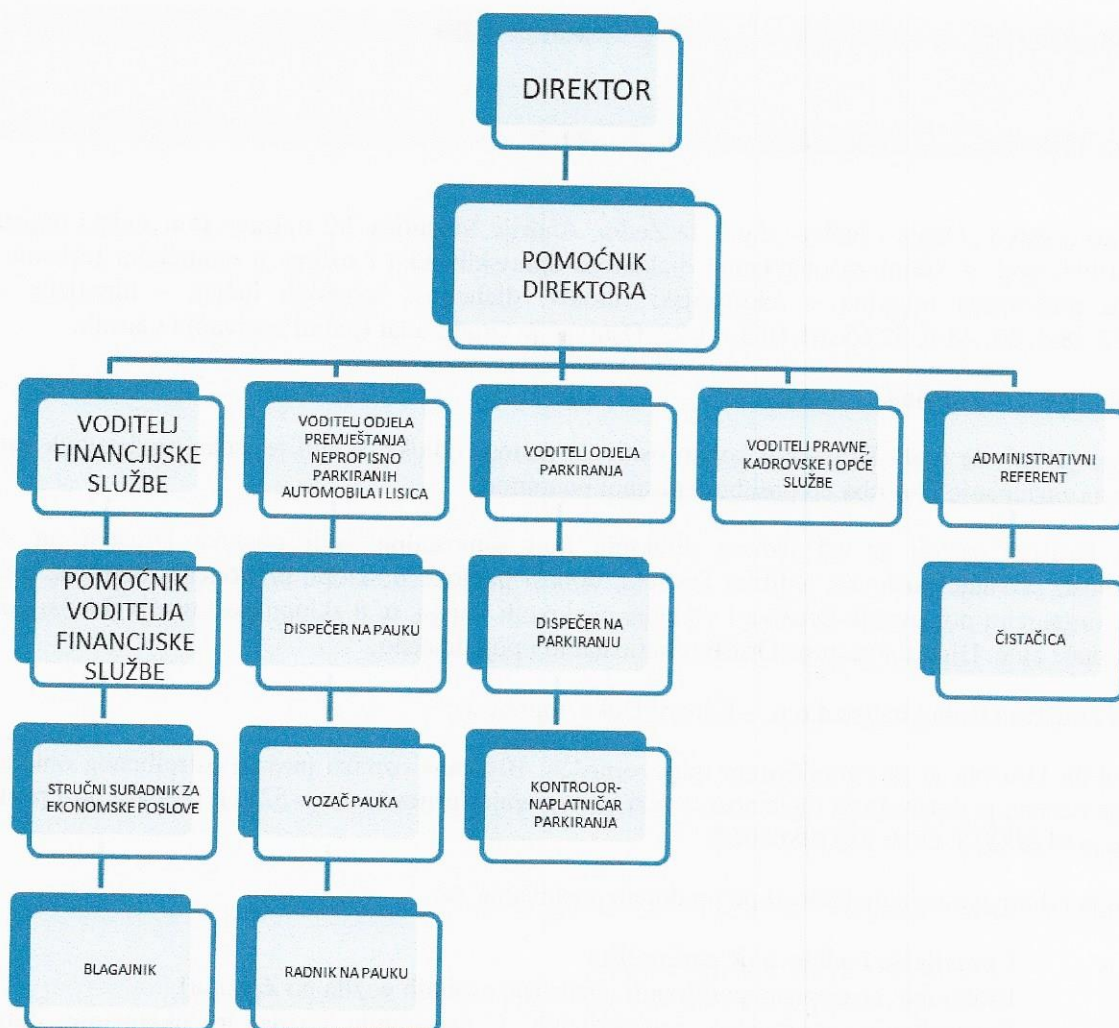 DIREKTOR
POMOĆNIK
DIREKTORA
VODITELJ
FINANCIJSKE
SLUŽBE
VODITELJ ODJELA
PREMJEŠTANJA
NEPROPISNO
PARKIRANIH
AUTOMOBILA I LISICA
VODITELJ ODJELA
PARKIRANJA
VODITELJ PRAVNE,
KADROVSKE I OPĆE
SLUŽBE
ADMINISTRATIVNI
REFERENT
POMOĆNIK
VODITELJA
FINANCIJSKE
SLUŽBE
DISPEČER NA PAUKU
DISPEČER NA
PARKIRANJU
ČISTAČICA
STRUČNI SURADNIK ZA
EKONOMSKE POSLOVE
VOZAČ PAUKA
KONTROLOR-
NAPLATNIČAR
PARKIRANJA
BLAGAJNIK
RADNIK NA PAUKU